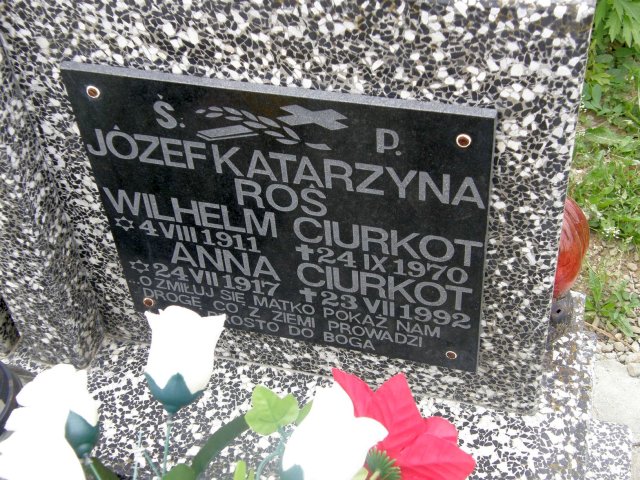 Ś. P.
JÓZEF KATARZYNA
ROŚ
WILHELM CIURKOT
✡ 4 VIII 1911 ✝ 24 IX 1970
ANNA CIURKOT
✡ 24 VII 1917 ✝ 23 VII 1992
..O ZMIŁUJ SIĘ MATKO POKAŻ NAM
DROGĘ CO Z ZIEMI PROWADZI
PROSTO DO BOGA